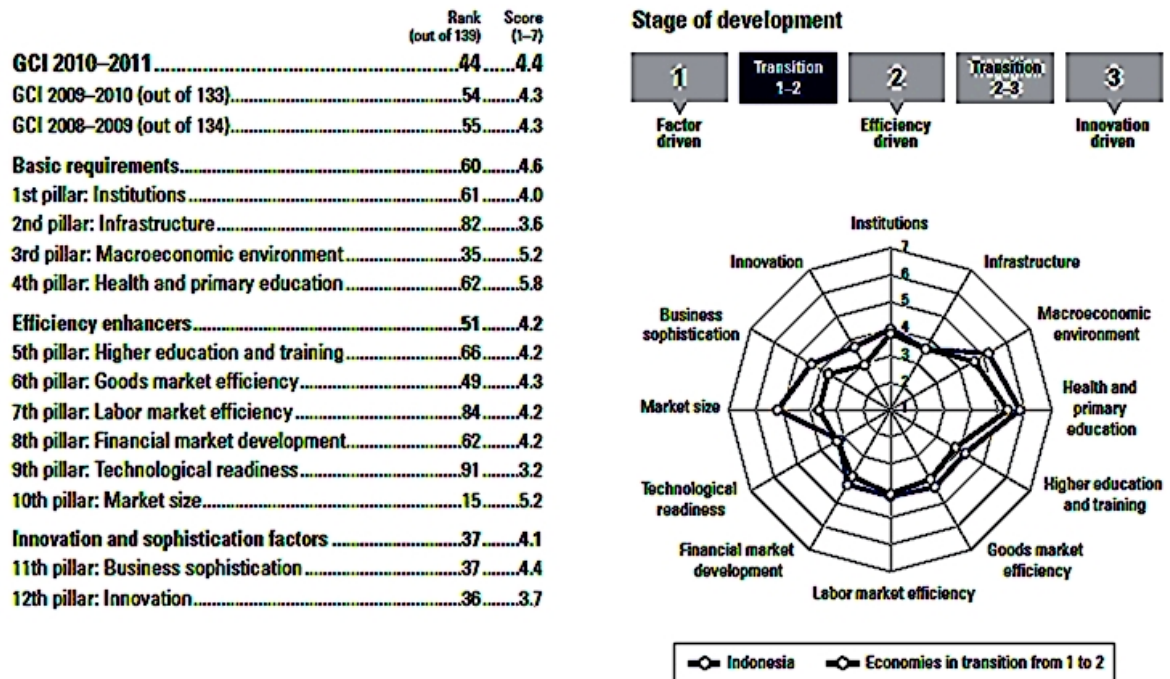 Rank Score
(out of 139) (1–7)
GCI 2010–2011 44 4.4
GCI 2009–2010 (out of 133) 54 4.3
GCI 2008–2009 (out of 134) 55 4.3
Basic requirements 60 4.6
1st pillar: Institutions 61 4.0
2nd pillar: Infrastructure 82 3.6
3rd pillar: Macroeconomic environment 35 5.2
4th pillar: Health and primary education 62 5.8
Efficiency enhancers 51 4.2
5th pillar: Higher education and training 66 4.2
6th pillar: Goods market efficiency 49 4.3
7th pillar: Labor market efficiency 84 4.2
8th pillar: Financial market development 62 4.2
9th pillar: Technological readiness 91 3.2
10th pillar: Market size 15 5.2
Innovation and sophistication factors 37 4.1
11th pillar: Business sophistication 37 4.4
12th pillar: Innovation 36 3.7
Stage of development
1 Transition 1–2 2 Transition 2–3 3
Factor driven
Efficiency driven
Innovation driven
Institutions
Infrastructure
Macroeconomic environment
Health and primary education
Higher education and training
Goods market efficiency
Labor market efficiency
Financial market development
Technological readiness
Market size
Business sophistication
Innovation
7
6
5
4
3
2
1
Indonesia Economies in transition from 1 to 2